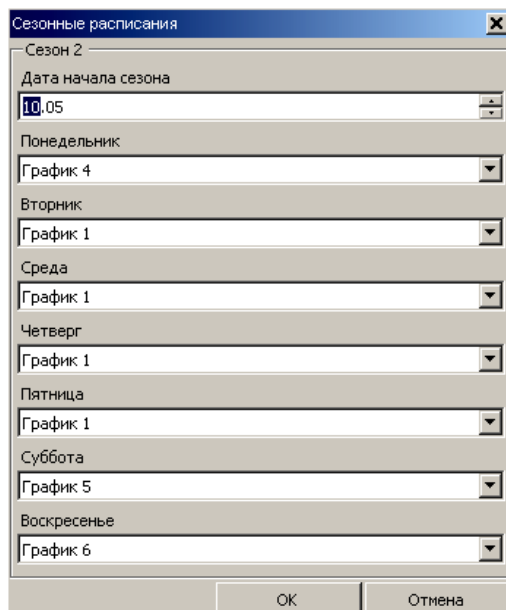 Сезонные расписания
Сезон 2
Дата начала сезона
10.05
Понедельник
График 4
Вторник
График 1
Среда
График 1
Четверг
График 1
Пятница
График 1
Суббота
График 5
Воскресенье
График 6
ОК Отмена